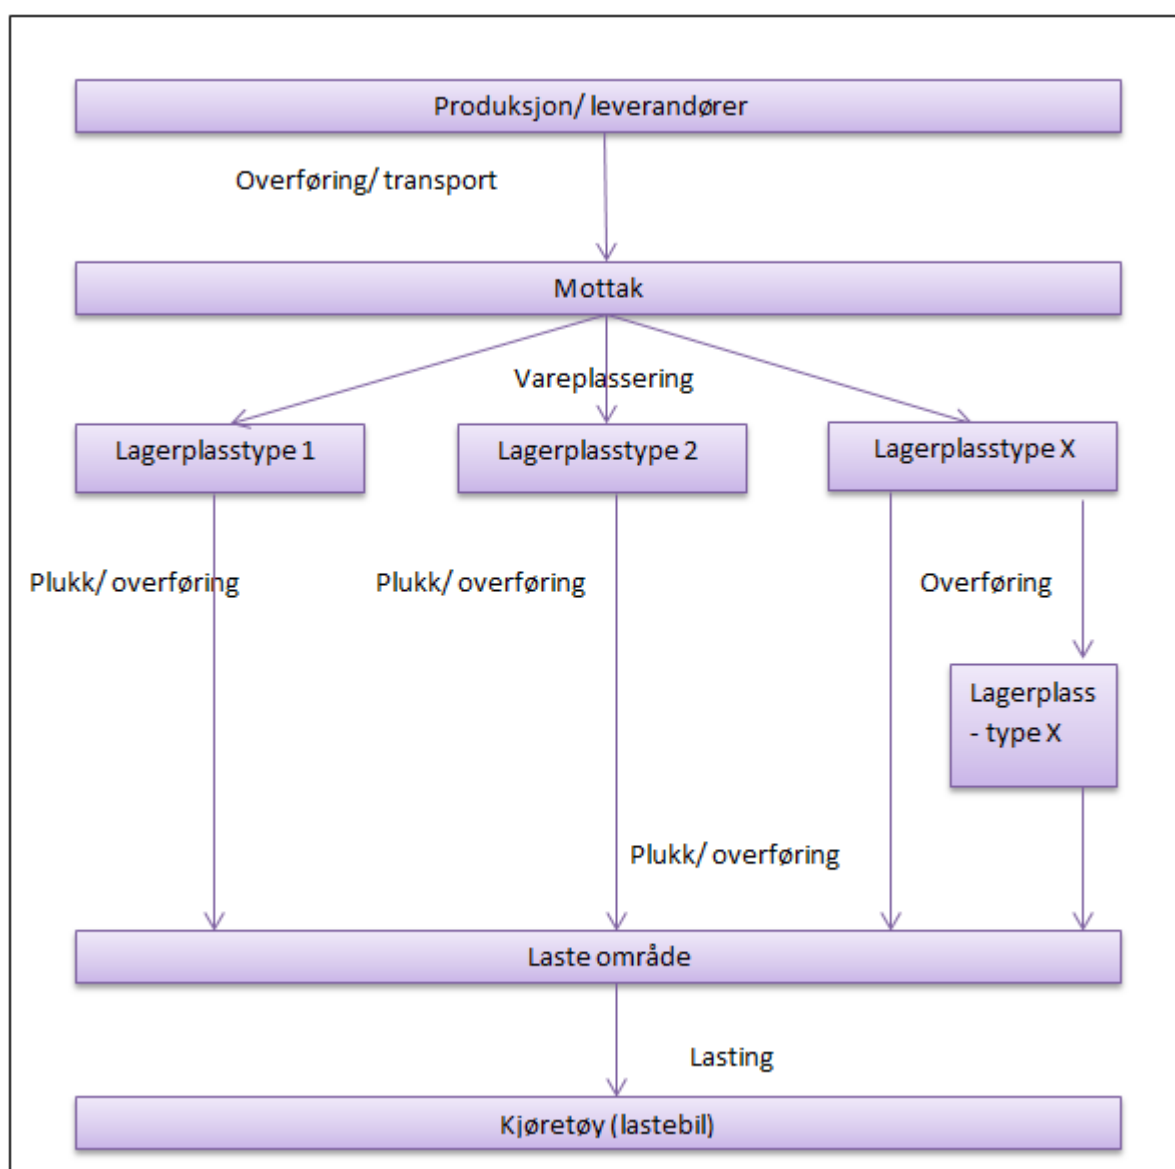 Produksjon/ leverandører
Overføring/ transport
Mottak
Vareplassering
Lagerplasstype 1
Lagerplasstype 2
Lagerplasstype X
Plukk/ overføring
Plukk/ overføring
Overføring
Lagerplass
- type X
Plukk/ overføring
Laste område
Lasting
Kjøretøy (lastebil)